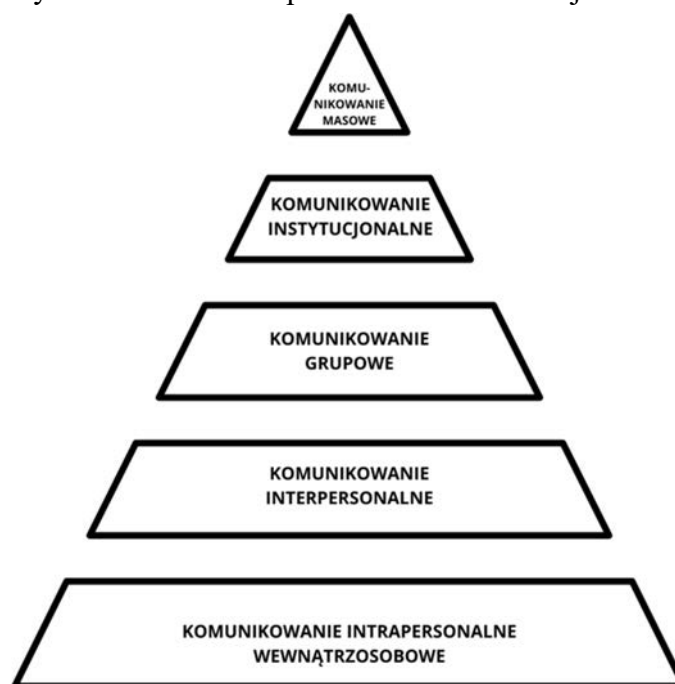 KOMU-
NIKOWANIE
MASOWE
KOMUNIKOWANIE
INSTYTUCJONALNE
KOMUNIKOWANIE
GRUPOWE
KOMUNIKOWANIE
INTERPERSONALNE
KOMUNIKOWANIE INTRAPERSONALNE
WEWNĄTRZOSOBOWE